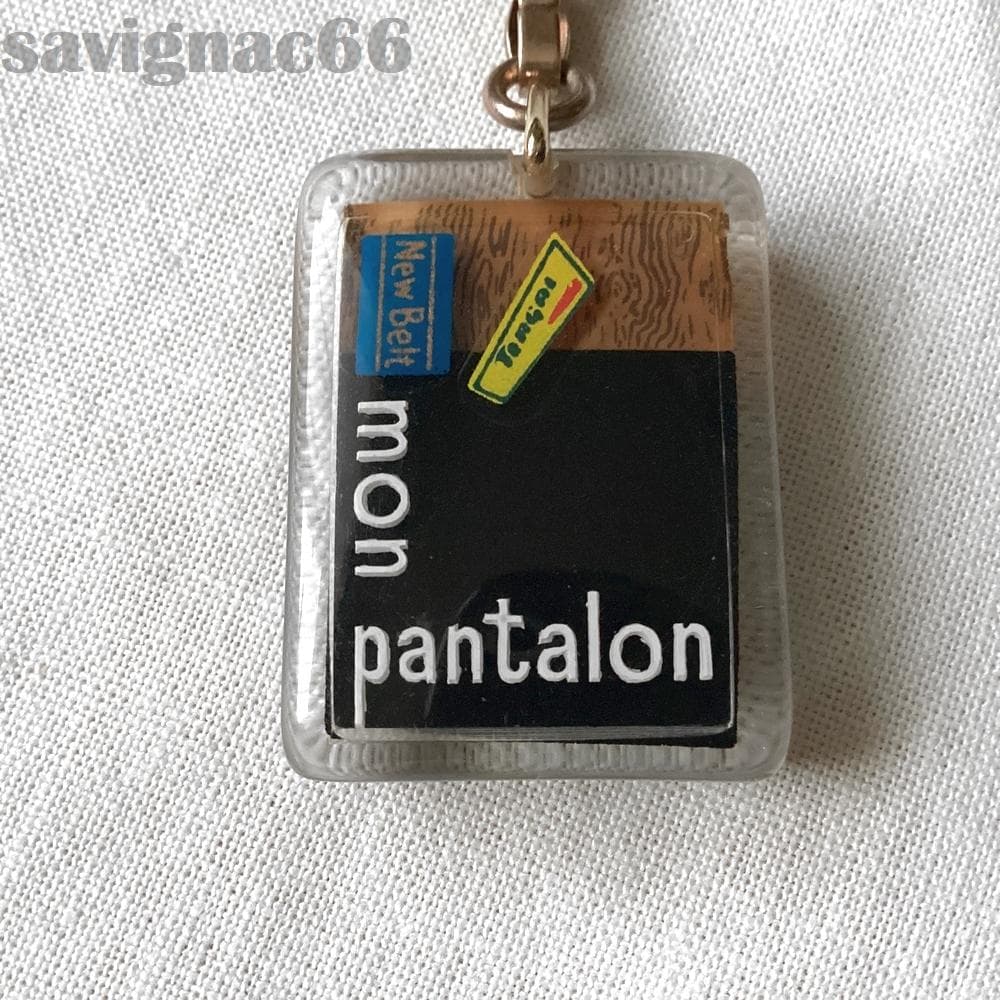 savignac66
New Belt
Tergal
mon
pantalon